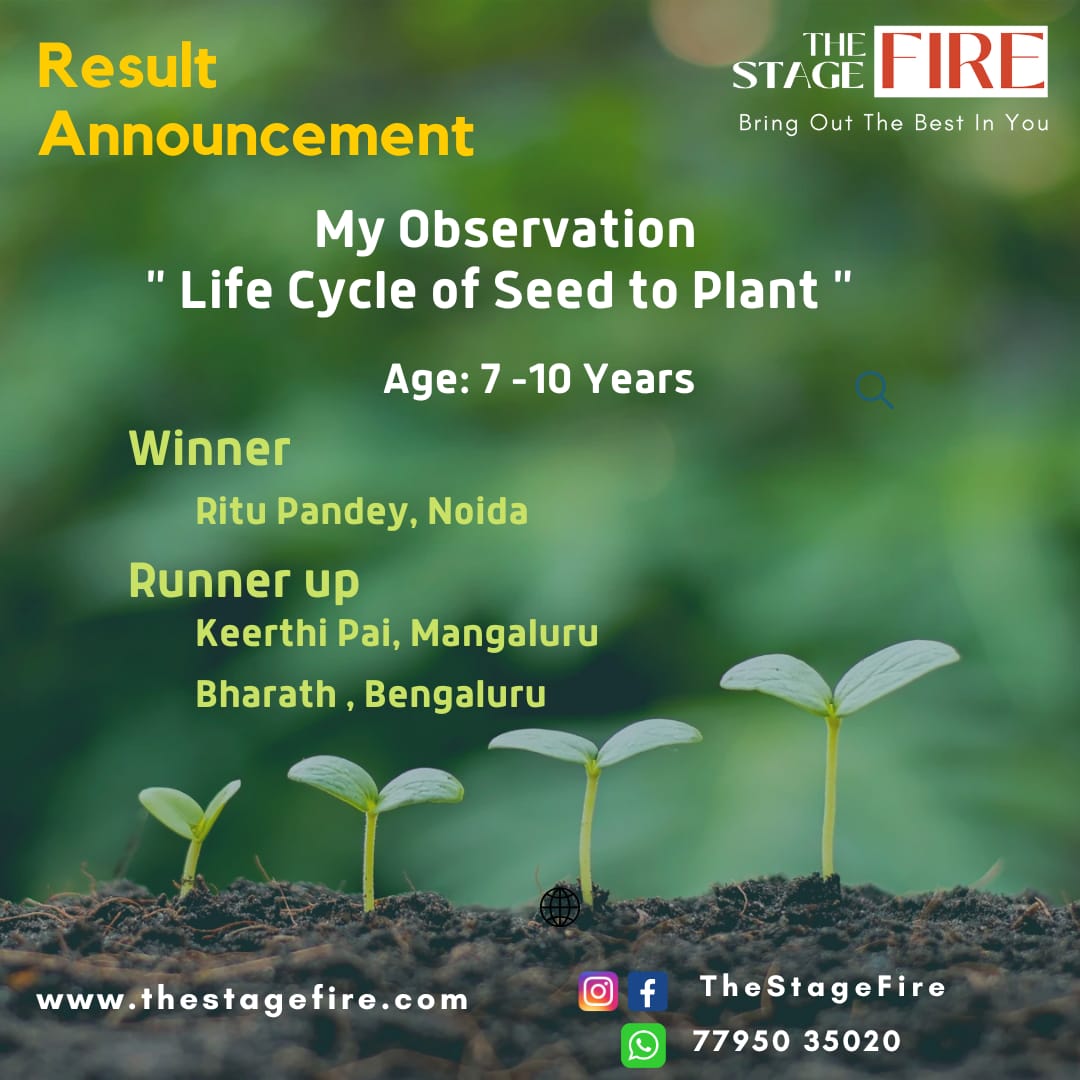 Result
Announcement
THE
STAGE FIRE
Bring Out The Best In You
My Observation
" Life Cycle of Seed to Plant "
Age: 7 -10 Years
Winner
Ritu Pandey, Noida
Runner up
Keerthi Pai, Mangaluru
Bharath , Bengaluru
www.thestagefire.com
TheStageFire
77950 35020